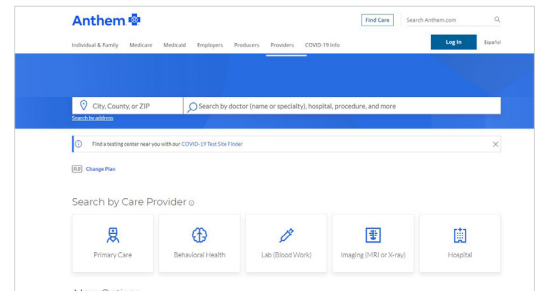 Anthem
Find Care
Search Anthem.com
Individual & Family Medicare Medicaid Employers Producers Providers COVID-19 Info
Log In
Español
City, County, or ZIP
Search by doctor (name or specialty), hospital, procedure, and more
Search by address
Find a testing center near you with our COVID-19 Test Site Finder
Change Plan
Search by Care Provider
Primary Care
Behavioral Health
Lab (Blood Work)
Imaging (MRI or X-ray)
Hospital